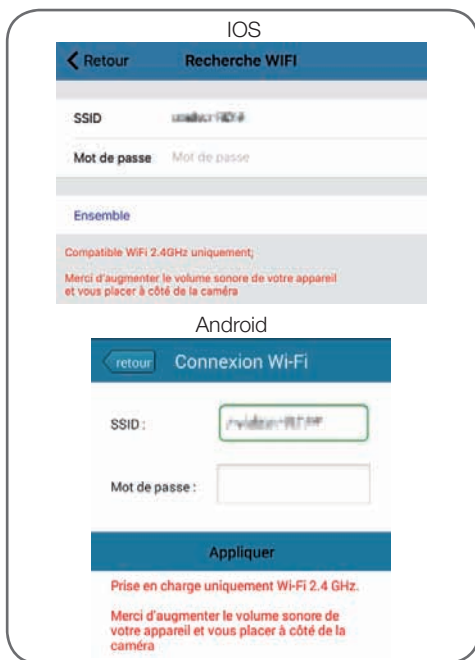 IOS
Retour Recherche WIFI
SSID
Mot de passe Mot de passe
Ensemble
Compatible WiFi 2.4GHz uniquement;
Merci d'augmenter le volume sonore de votre appareil
et vous placer à côté de la caméra
Android
retour Connexion Wi-Fi
SSID :
Mot de passe :
Appliquer
Prise en charge uniquement Wi-Fi 2.4 GHz.
Merci d'augmenter le volume sonore de
votre appareil et vous placer à côté de la
caméra